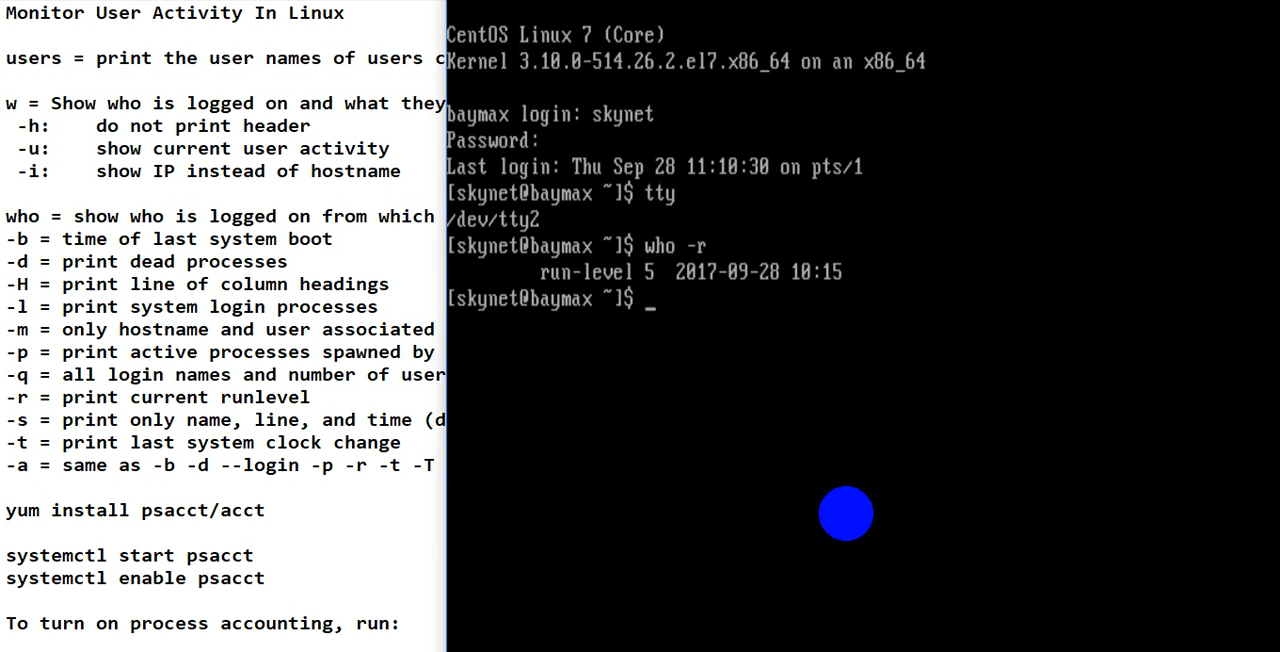 Monitor User Activity In Linux
users = print the user names of users c
w = Show who is logged on and what they
-h: do not print header
-u: show current user activity
-i: show IP instead of hostname
who = show who is logged on from which
-b = time of last system boot
-d = print dead processes
-H = print line of column headings
-l = print system login processes
-m = only hostname and user associated
-p = print active processes spawned by
-q = all login names and number of user
-r = print current runlevel
-s = print only name, line, and time (d
-t = print last system clock change
-a = same as -b -d --login -p -r -t -T
yum install psacct/acct
systemctl start psacct
systemctl enable psacct
To turn on process accounting, run:
CentOS Linux 7 (Core)
Kernel 3.10.0-514.26.2.el7.x86_64 on an x86_64
baymax login: skynet
Password:
Last login: Thu Sep 28 11:10:30 on pts/1
[skynet@baymax ~]$ tty
/dev/tty2
[skynet@baymax ~]$ who -r
run-level 5 2017-09-28 10:15
[skynet@baymax ~]$ _